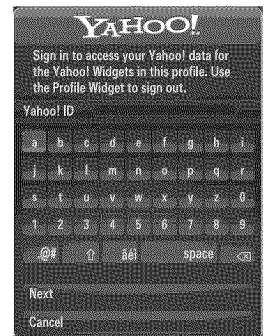 YAHOO!
Sign in to access your Yahoo! data for
the Yahoo! Widgets in this profile. Use
the Profile Widget to sign out.
Yahoo! ID
a b c d e f g h i
j k l m n o p q r
s t u v w x y z 0
1 2 3 4 5 6 7 8 9
.@# ⇧ âéì space ⌫
Next
Cancel